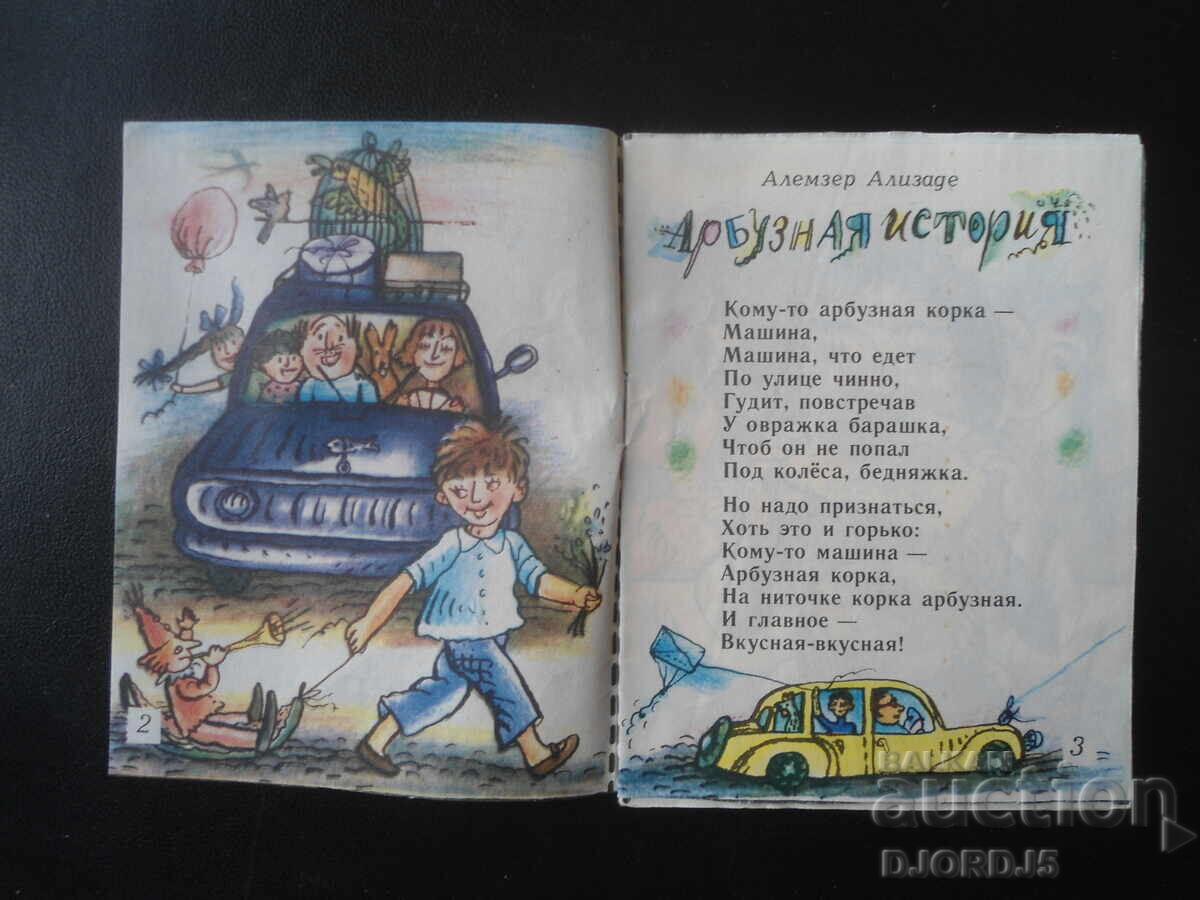 2
Алемзер Ализаде
Арбузная история
Кому-то арбузная корка —
Машина,
Машина, что едет
По улице чинно,
Гудит, повстречав
У овражка барашка,
Чтоб он не попал
Под колёса, бедняжка.
Но надо признаться,
Хоть это и горько:
Кому-то машина —
Арбузная корка,
На ниточке корка арбузная.
И главное —
Вкусная-вкусная!
3
BALKAN
auction
DJORDJ5